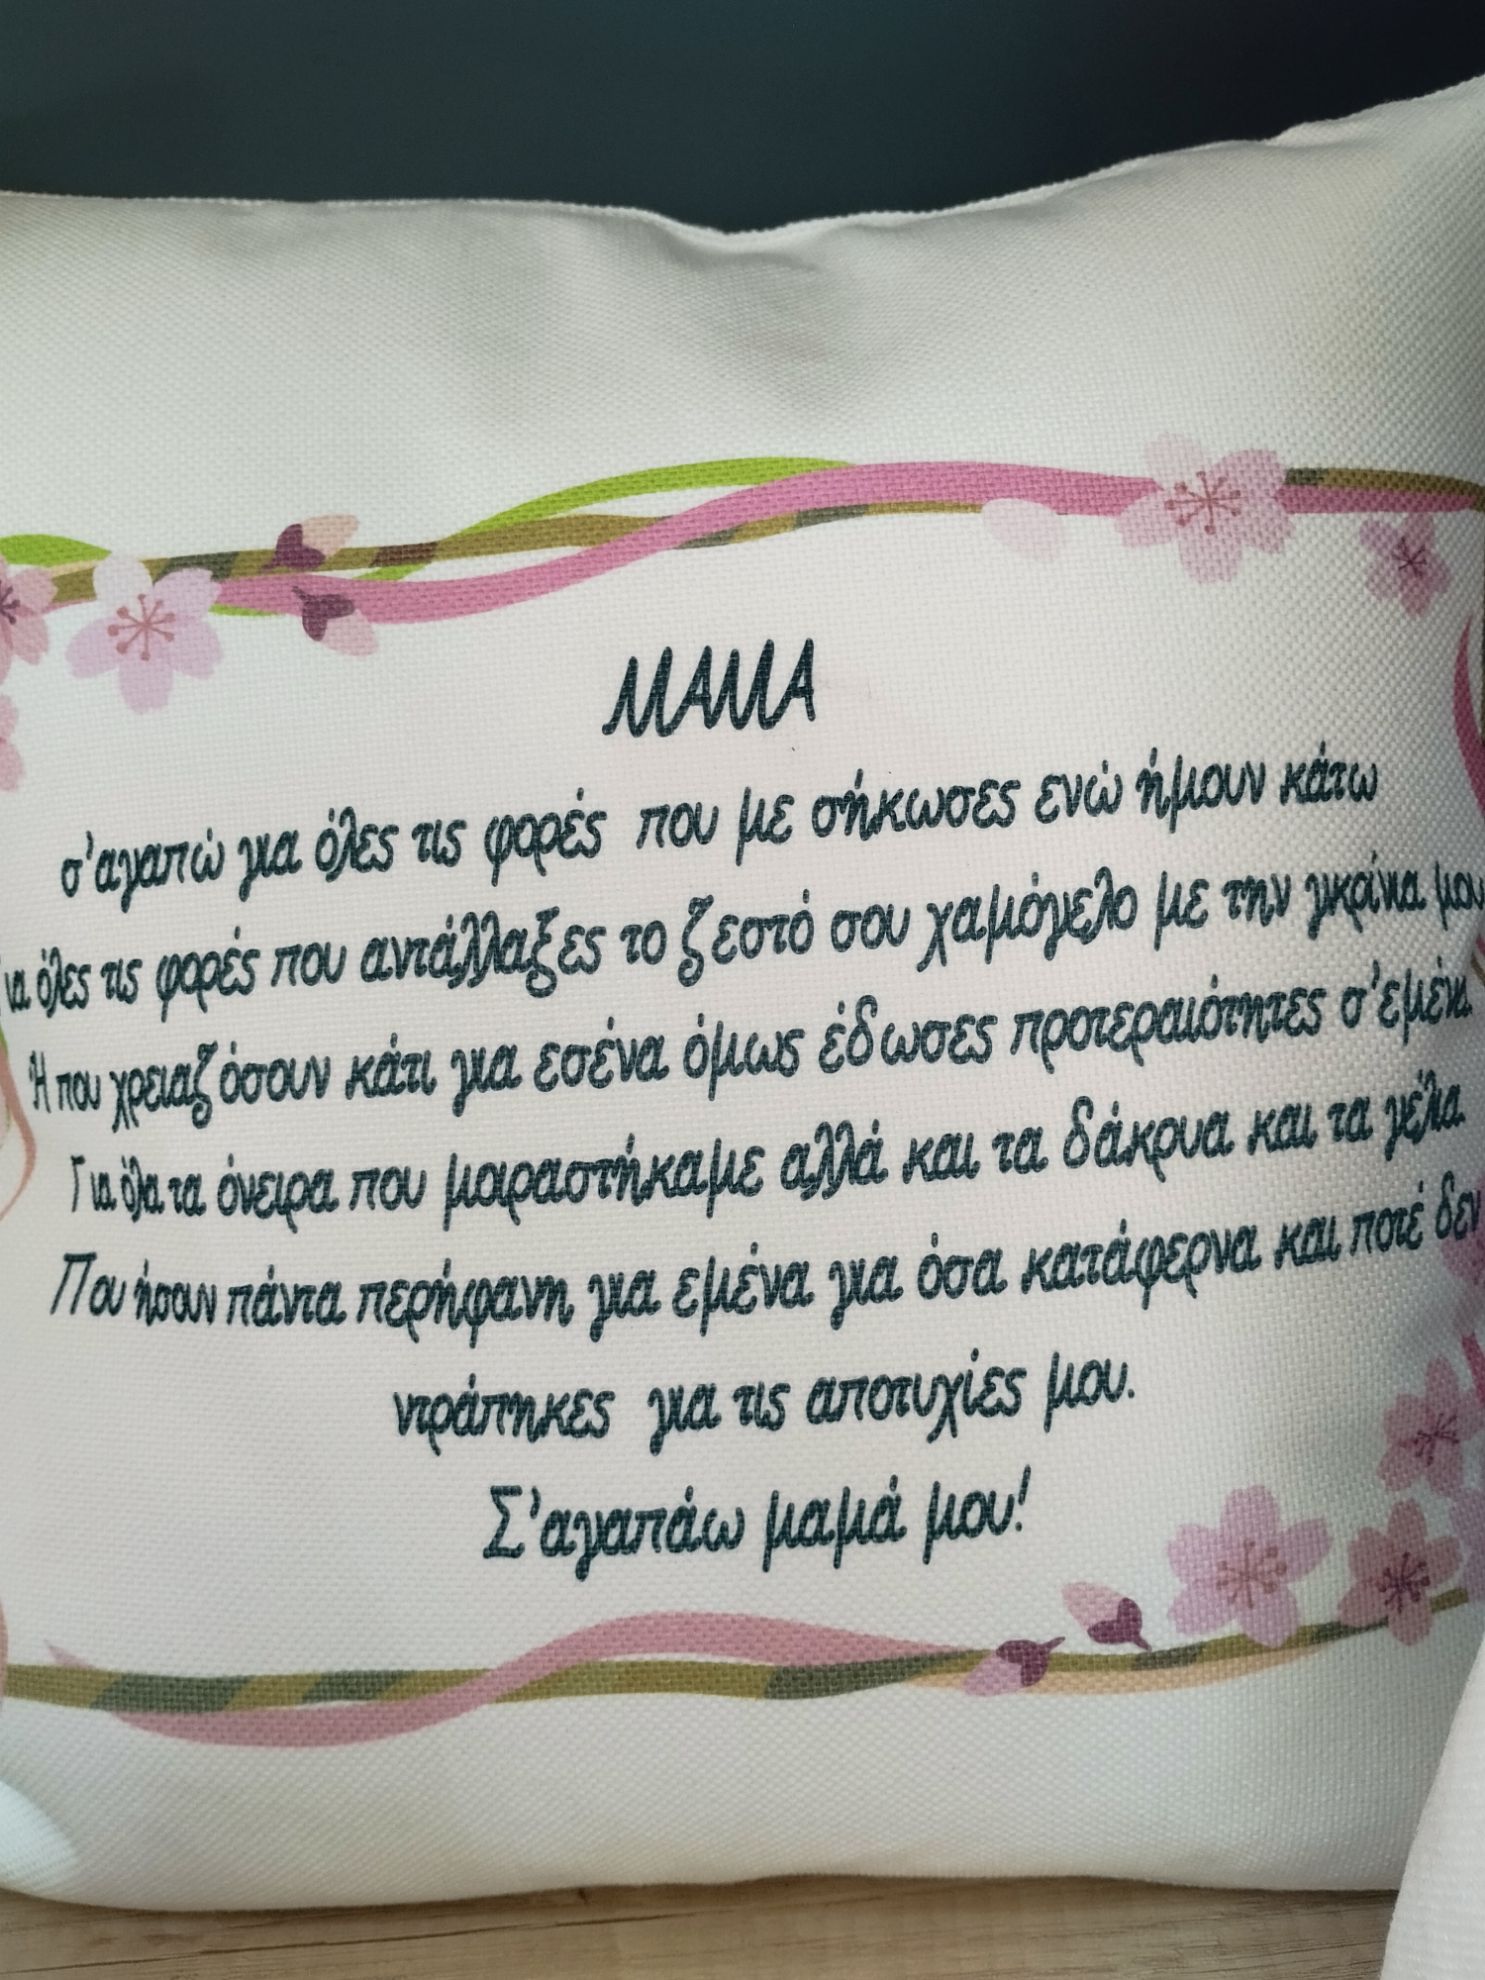 ΜΑΜΑ
σ'αγαπώ για όλες τις φορές που με σήκωσες ενώ ήμουν κάτω
Για όλες τις φορές που αντάλλαξες το ζεστό σου χαμόγελο με την γκρίνια μου
Ή που χρειαζόσουν κάτι για εσένα όμως έδωσες προτεραιότητες σ'εμένα
Για όλα τα όνειρα που μοιραστήκαμε αλλά και τα δάκρυα και τα γέλια
Που ήσουν πάντα περήφανη για εμένα για όσα κατάφερνα και ποτέ δεν
ντράπηκες για τις αποτυχίες μου.
Σ'αγαπάω μαμά μου!